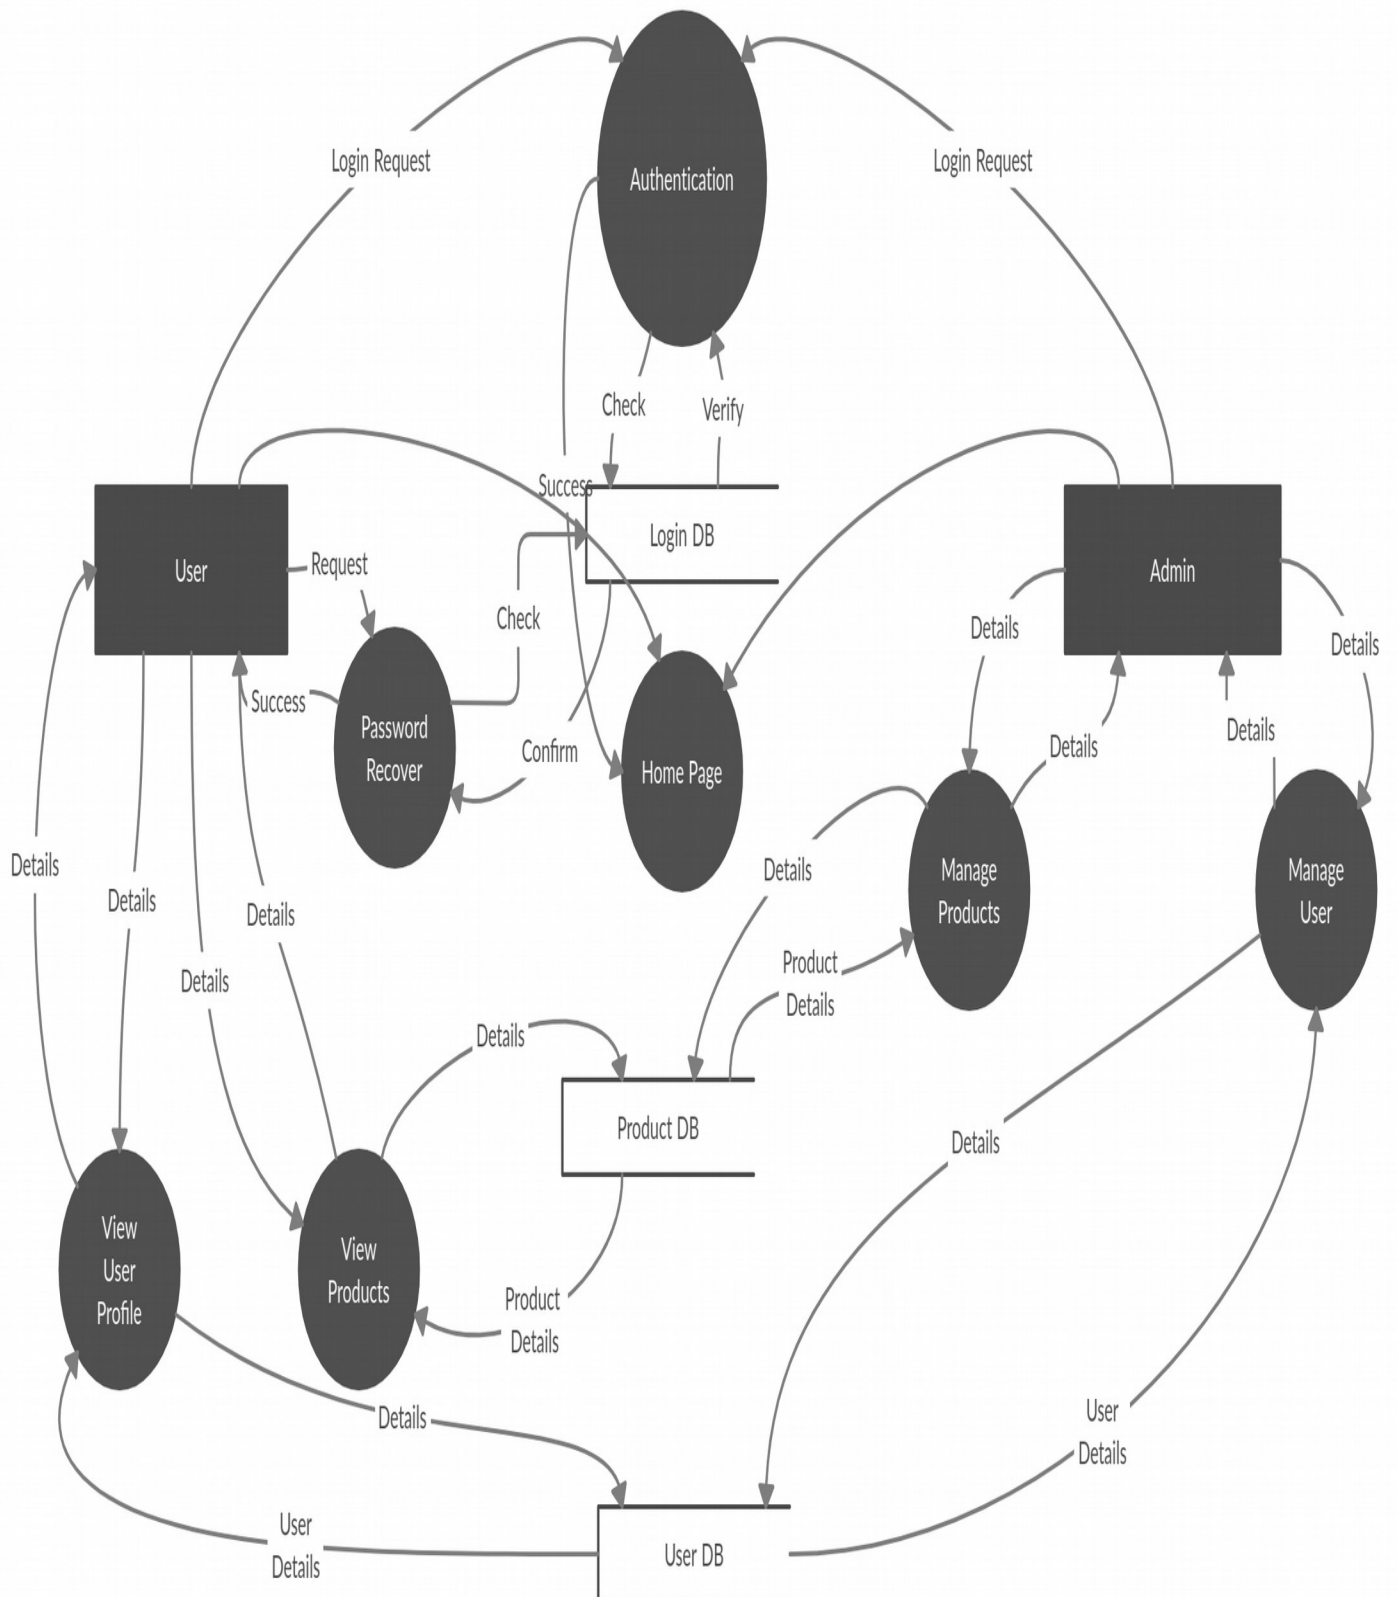 Login Request
Login Request
Authentication
Check
Verify
Success
Login DB
User
Request
Admin
Check
Details
Details
Success
Password
Recover
Confirm
Home Page
Details
Details
Details
Details
Details
Details
Details
Manage
Products
Manage
User
Product
Details
Details
Product DB
Details
View
User
Profile
View
Products
Product
Details
Details
User
Details
User
Details
User DB